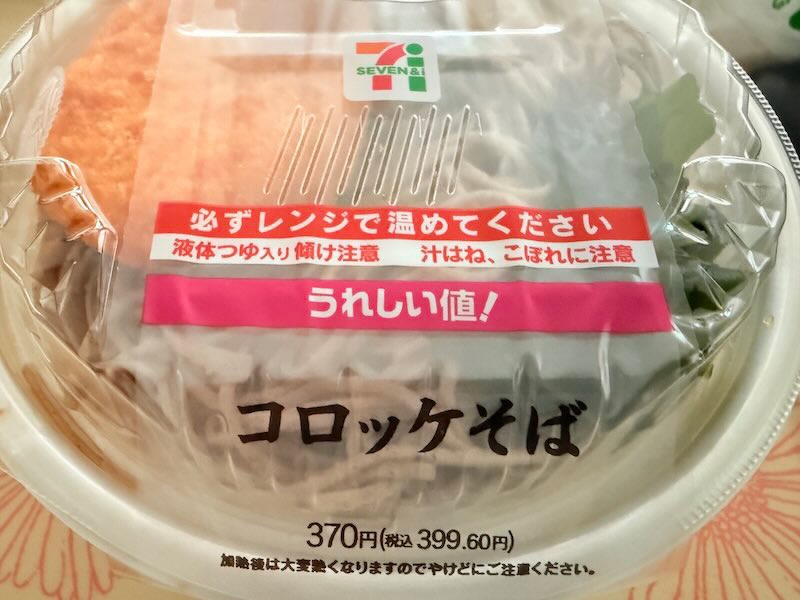 SEVEN&i
必ずレンジで温めてください
液体つゆ入り 傾け注意 汁はね、こぼれに注意
うれしい値!
コロッケそば
370円(税込 399.60円)
加熱後は大変熱くなりますのでやけどにご注意ください。